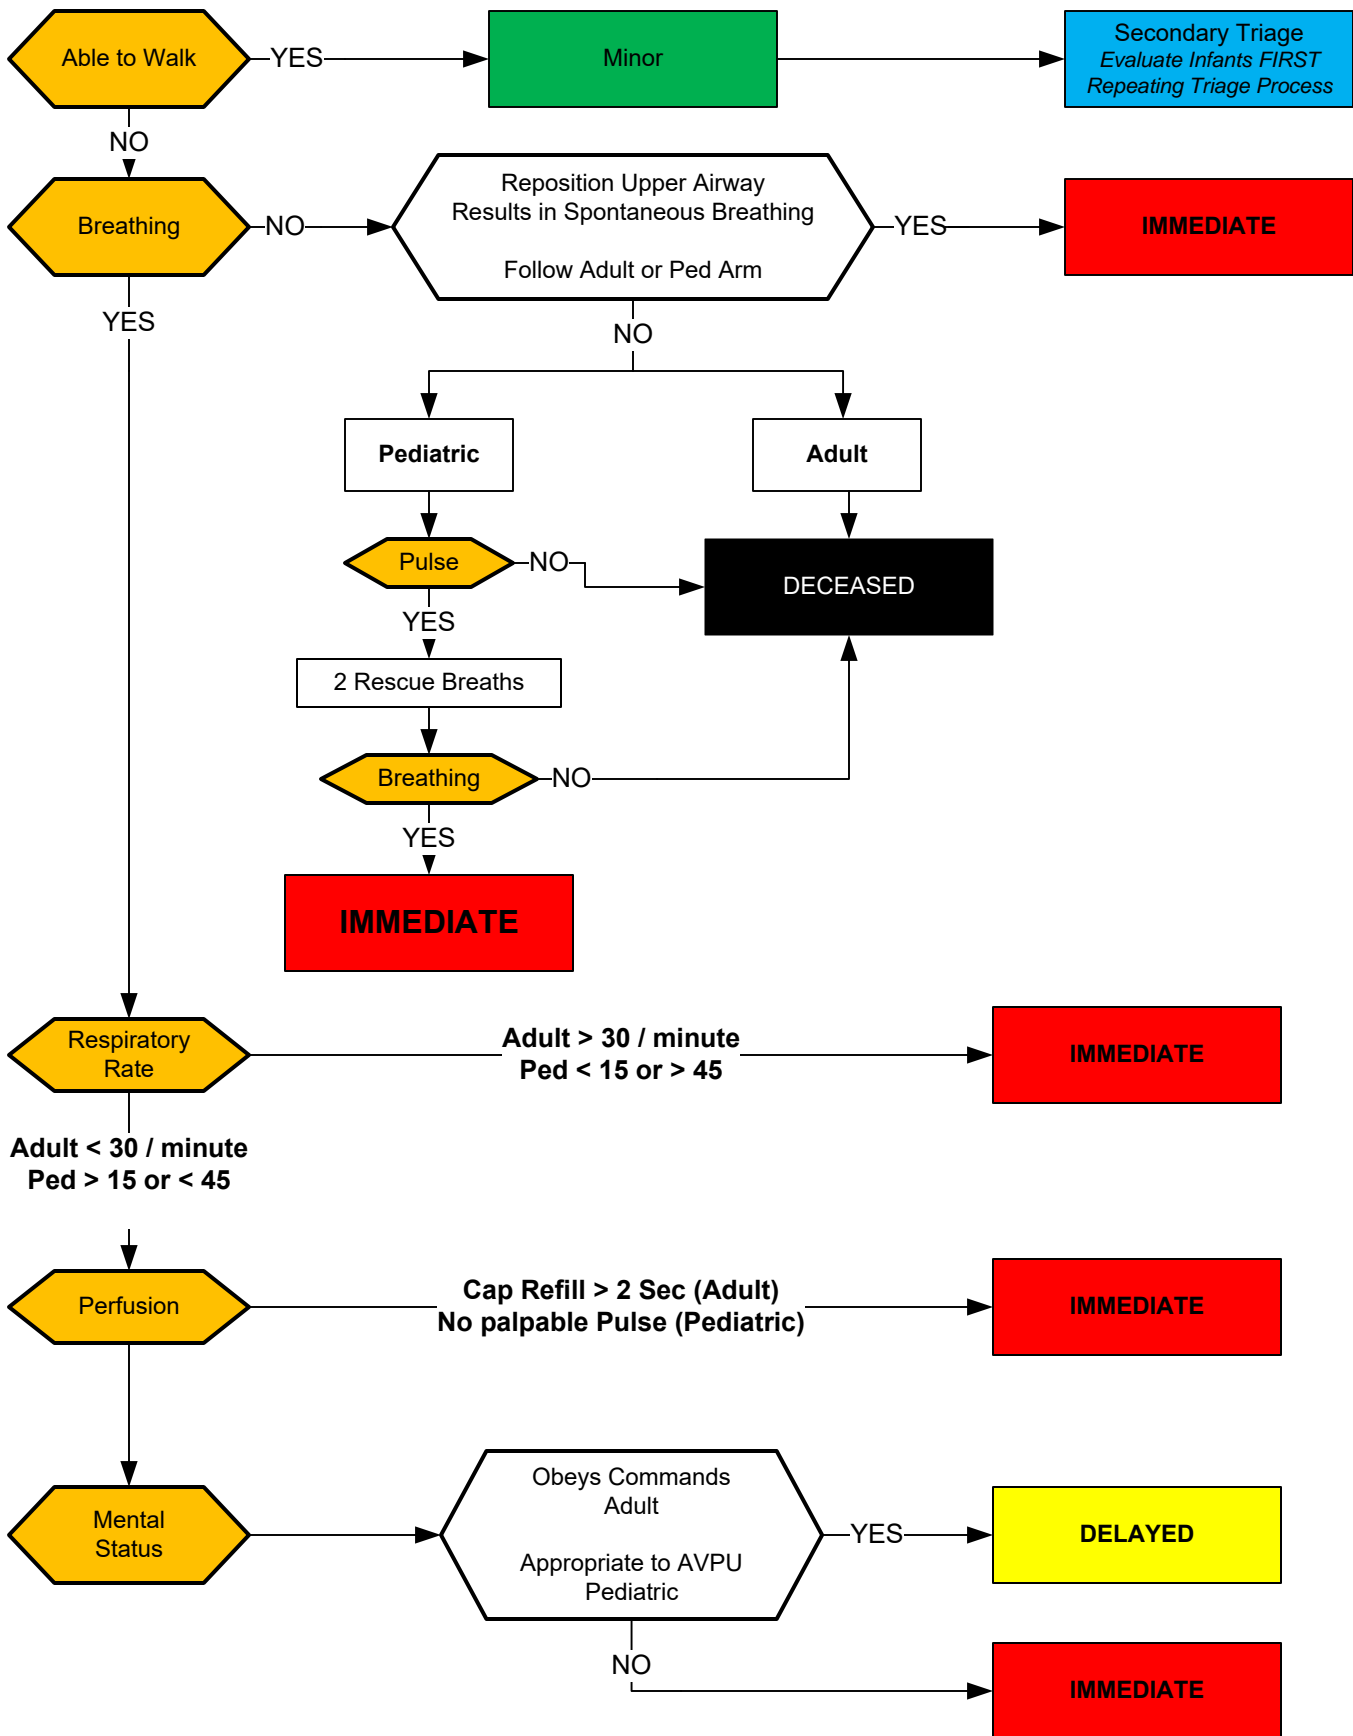 Able to Walk
YES
Minor
Secondary Triage
Evaluate Infants FIRST
Repeating Triage Process
NO
Breathing
NO
Reposition Upper Airway
Results in Spontaneous Breathing
Follow Adult or Ped Arm
YES
IMMEDIATE
YES
NO
Pediatric
Adult
Pulse
NO
DECEASED
YES
2 Rescue Breaths
Breathing
NO
YES
IMMEDIATE
Respiratory
Rate
Adult > 30 / minute
Ped < 15 or > 45
IMMEDIATE
Adult < 30 / minute
Ped > 15 or < 45
Perfusion
Cap Refill > 2 Sec (Adult)
No palpable Pulse (Pediatric)
IMMEDIATE
Mental
Status
Obeys Commands
Adult
Appropriate to AVPU
Pediatric
YES
DELAYED
NO
IMMEDIATE